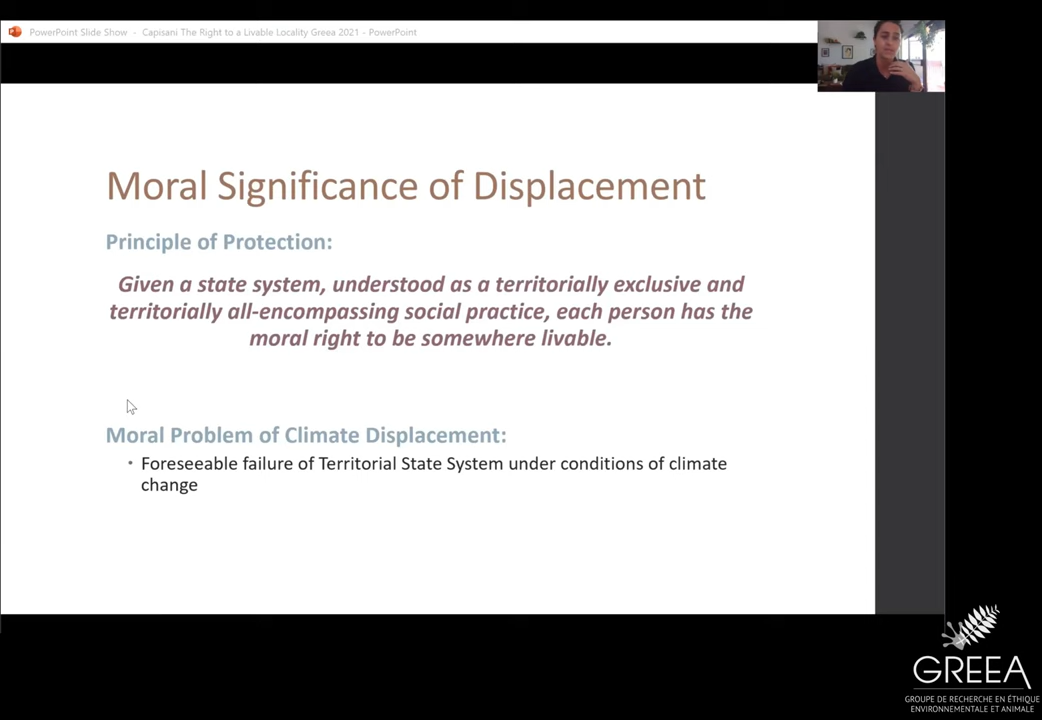 PowerPoint Slide Show - Capisani The Right to a Livable Locality Greea 2021 - PowerPoint
Moral Significance of Displacement
Principle of Protection:
Given a state system, understood as a territorially exclusive and
territorially all-encompassing social practice, each person has the
moral right to be somewhere livable.
Moral Problem of Climate Displacement:
• Foreseeable failure of Territorial State System under conditions of climate
change
GREEA
GROUPE DE RECHERCHE EN ÉTHIQUE
ENVIRONNEMENTALE ET ANIMALE